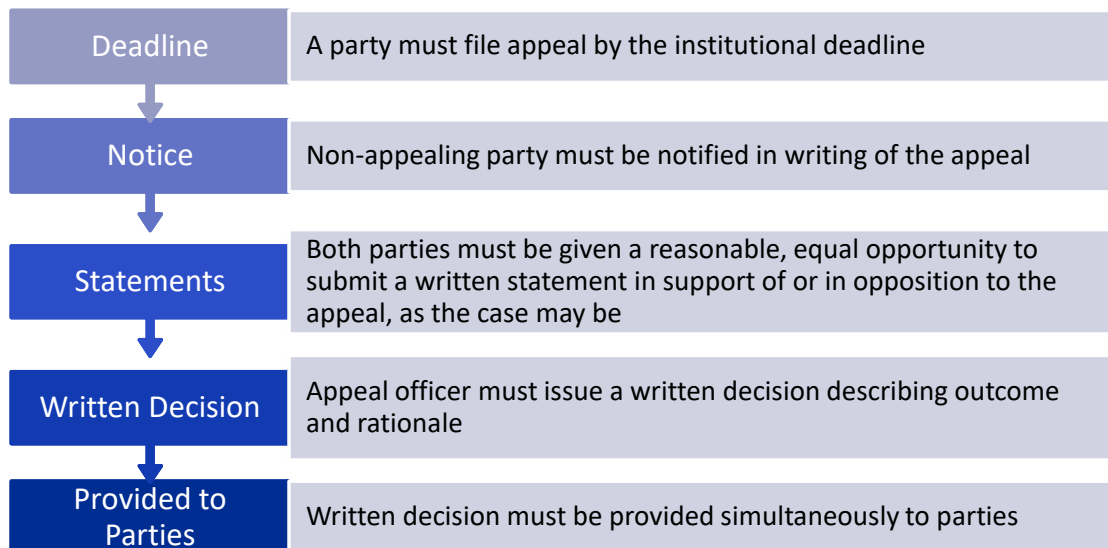 Deadline
A party must file appeal by the institutional deadline
Notice
Non-appealing party must be notified in writing of the appeal
Statements
Both parties must be given a reasonable, equal opportunity to
submit a written statement in support of or in opposition to the
appeal, as the case may be
Written Decision
Appeal officer must issue a written decision describing outcome
and rationale
Provided to
Parties
Written decision must be provided simultaneously to parties